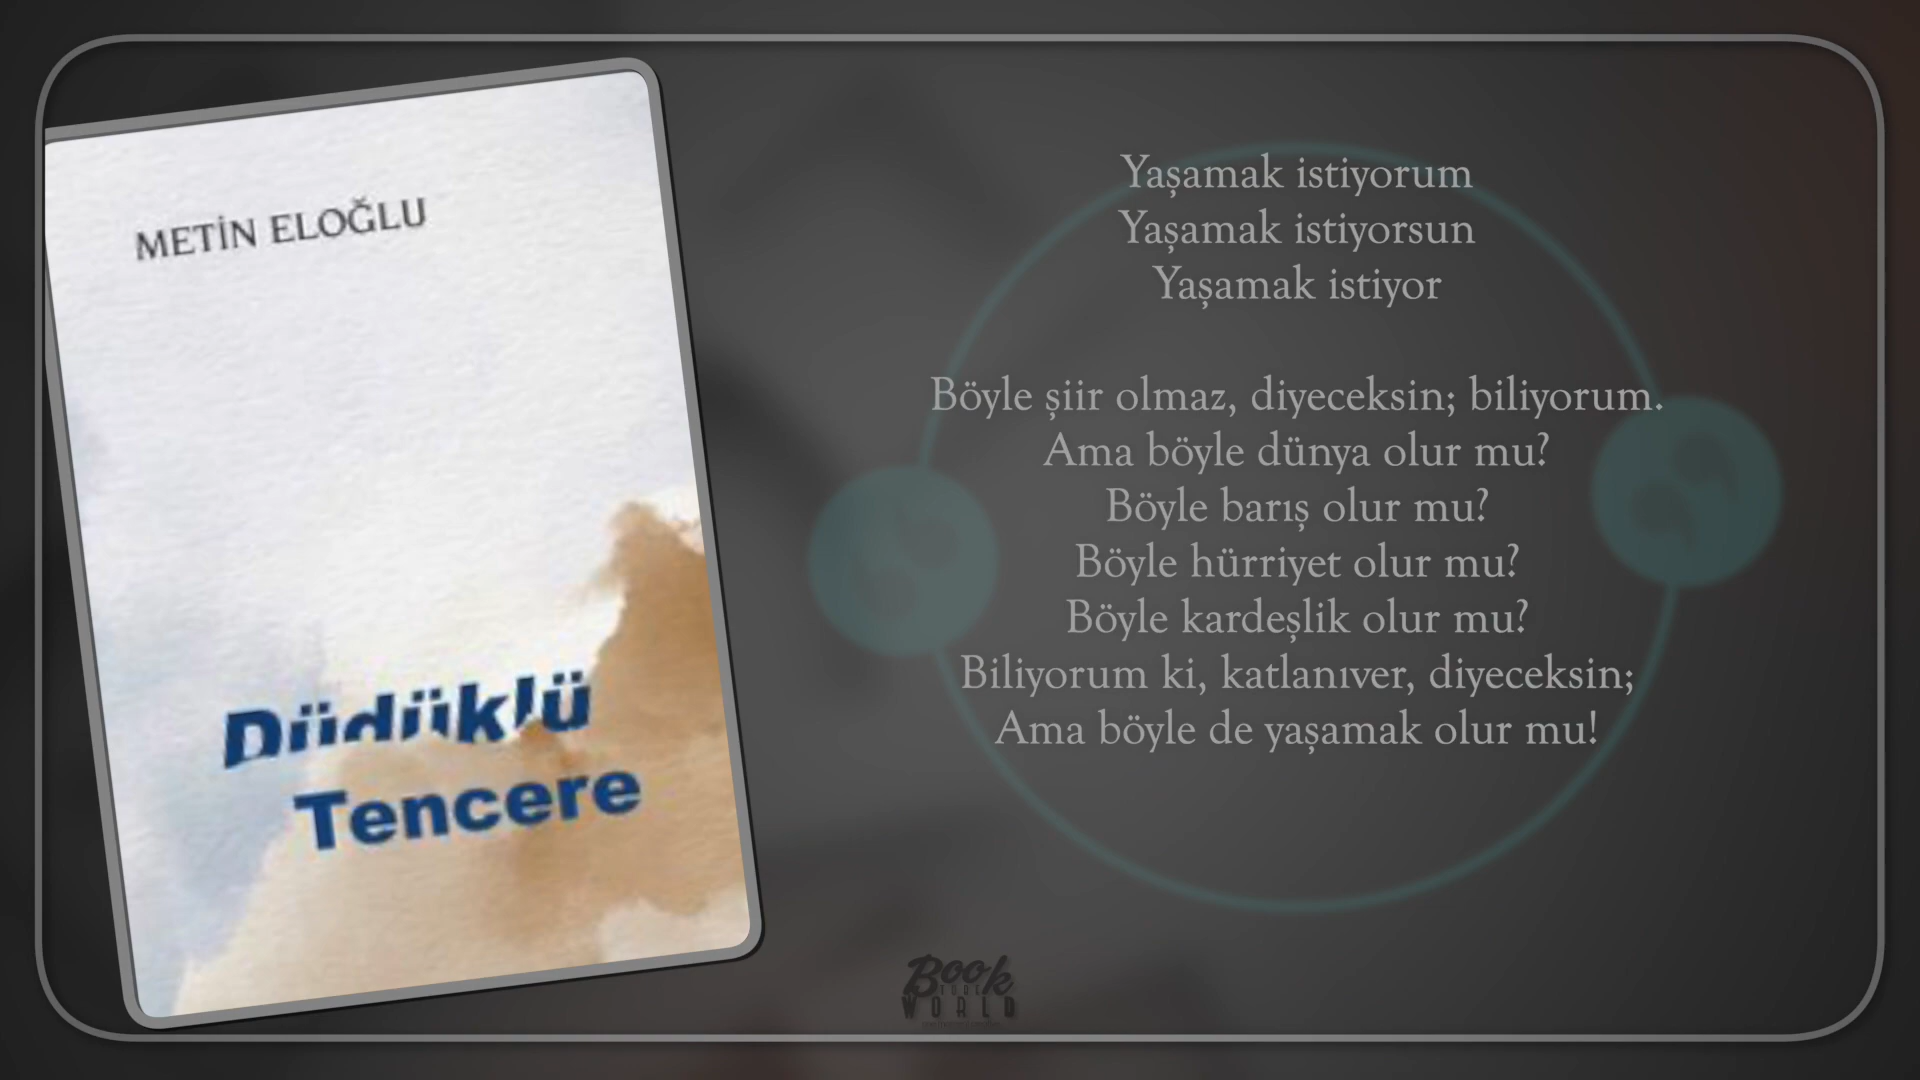 METİN ELOĞLU
Düdüklü
Tencere
Yaşamak istiyorum
Yaşamak istiyorsun
Yaşamak istiyor
Böyle şiir olmaz, diyeceksin; biliyorum.
Ama böyle dünya olur mu?
Böyle barış olur mu?
Böyle hürriyet olur mu?
Böyle kardeşlik olur mu?
Biliyorum ki, katlanıver, diyeceksin;
Ama böyle de yaşamak olur mu!
Book
TUBE
WORLD